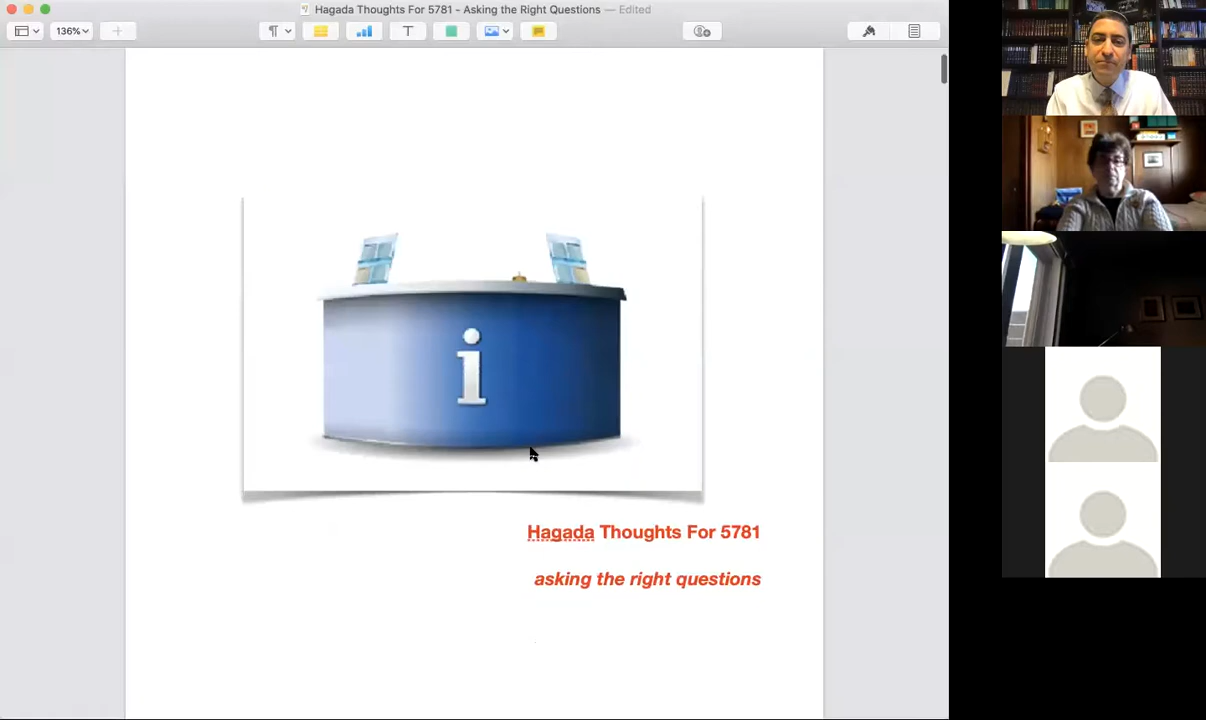 Hagada Thoughts For 5781 - Asking the Right Questions — Edited
136%
i
Hagada Thoughts For 5781
asking the right questions